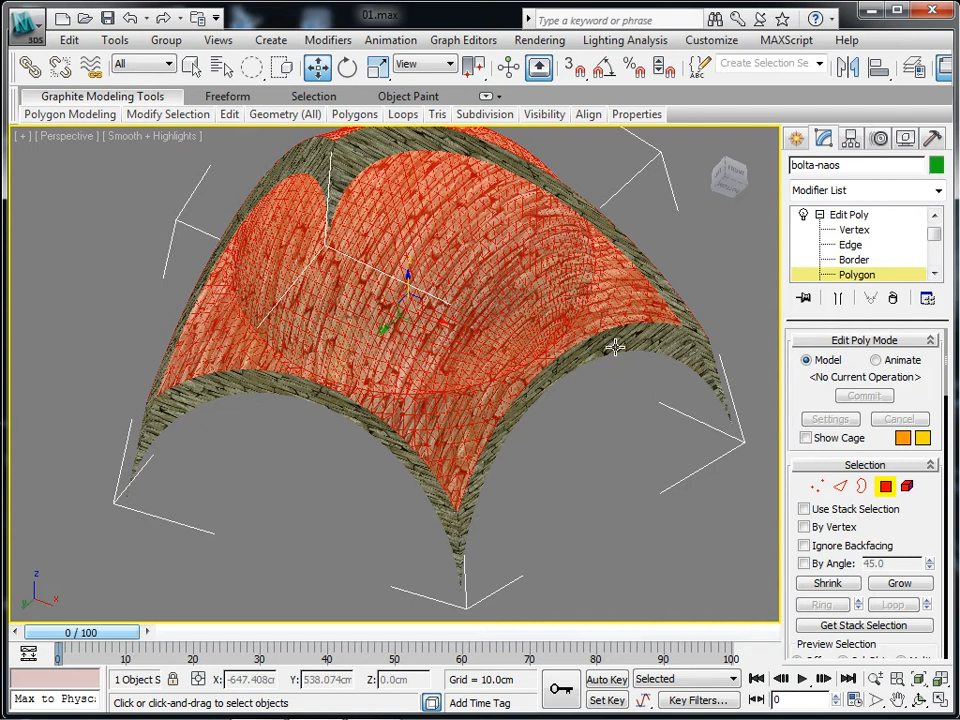 01.max
Type a keyword or phrase
3DS
Edit Tools Group Views Create Modifiers Animation Graph Editors Rendering Lighting Analysis Customize MAXScript Help
All View 3 Create Selection Se
Graphite Modeling Tools Freeform Selection Object Paint
Polygon Modeling Modify Selection Edit Geometry (All) Polygons Loops Tris Subdivision Visibility Align Properties
[ + ] [ Perspective ] [ Smooth + Highlights ]
bolta-naos
Modifier List
Edit Poly
Vertex
Edge
Border
Polygon
Edit Poly Mode
Model Animate
<No Current Operation>
Commit
Settings Cancel
Show Cage
Selection
Use Stack Selection
By Vertex
Ignore Backfacing
By Angle: 45.0
Shrink Grow
Ring Loop
Get Stack Selection
Preview Selection
z
x
y
0 / 100
0 10 20 30 40 50 60 70 80 90 100
1 Object S X: -647.408cm Y: 538.074cm Z: 0.0cm Grid = 10.0cm Auto Key Selected
Max to Physc Click or click-and-drag to select objects Add Time Tag Set Key Key Filters... 0